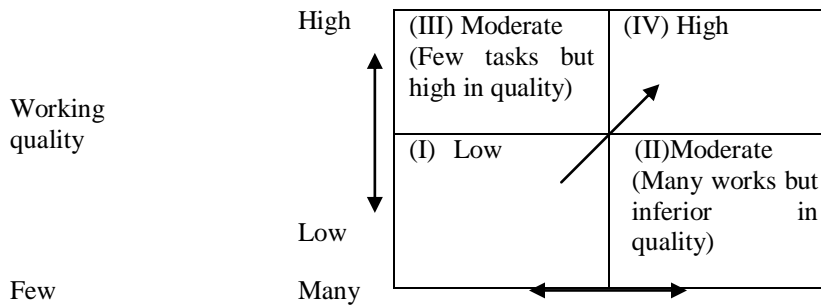 High
(III) Moderate
(Few tasks but
high in quality)
(IV) High
Working
quality
(I) Low
(II)Moderate
(Many works but
inferior in
quality)
Low
Few
Many